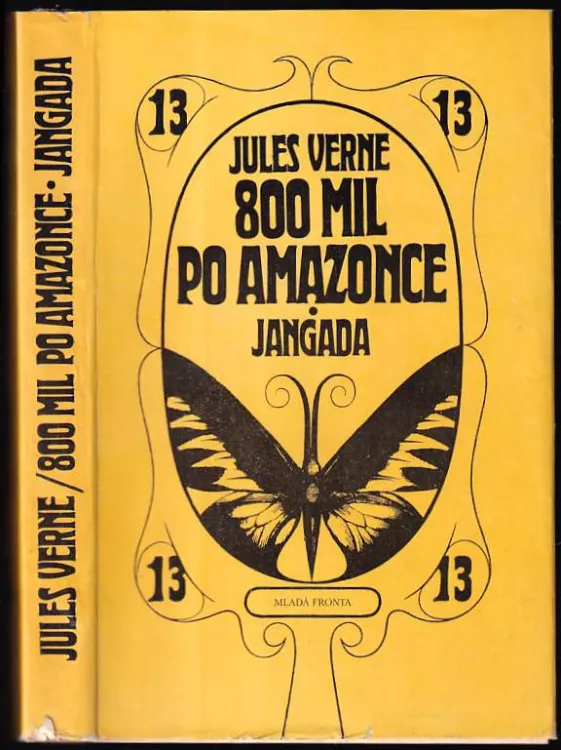 JULES VERNE / 800 MIL PO AMAZONCE · JANGADA
13
13
JULES VERNE
800 MIL
PO AMAZONCE
·
JANGADA
13
13
MLADÁ FRONTA